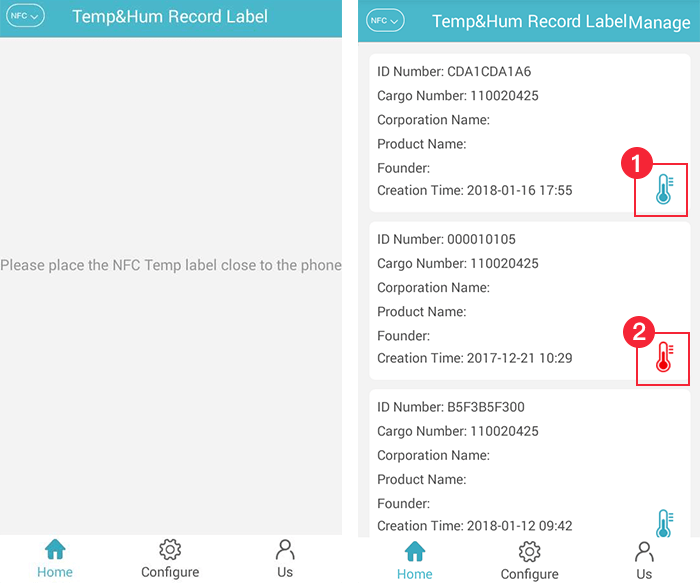 NFC
Temp&Hum Record Label
Please place the NFC Temp label close to the phone
Home
Configure
Us
NFC
Temp&Hum Record Label
Manage
ID Number: CDA1CDA1A6
Cargo Number: 110020425
Corporation Name:
Product Name:
Founder:
Creation Time: 2018-01-16 17:55
1
ID Number: 000010105
Cargo Number: 110020425
Corporation Name:
Product Name:
Founder:
Creation Time: 2017-12-21 10:29
2
ID Number: B5F3B5F300
Cargo Number: 110020425
Corporation Name:
Product Name:
Founder:
Creation Time: 2018-01-12 09:42
Home
Configure
Us